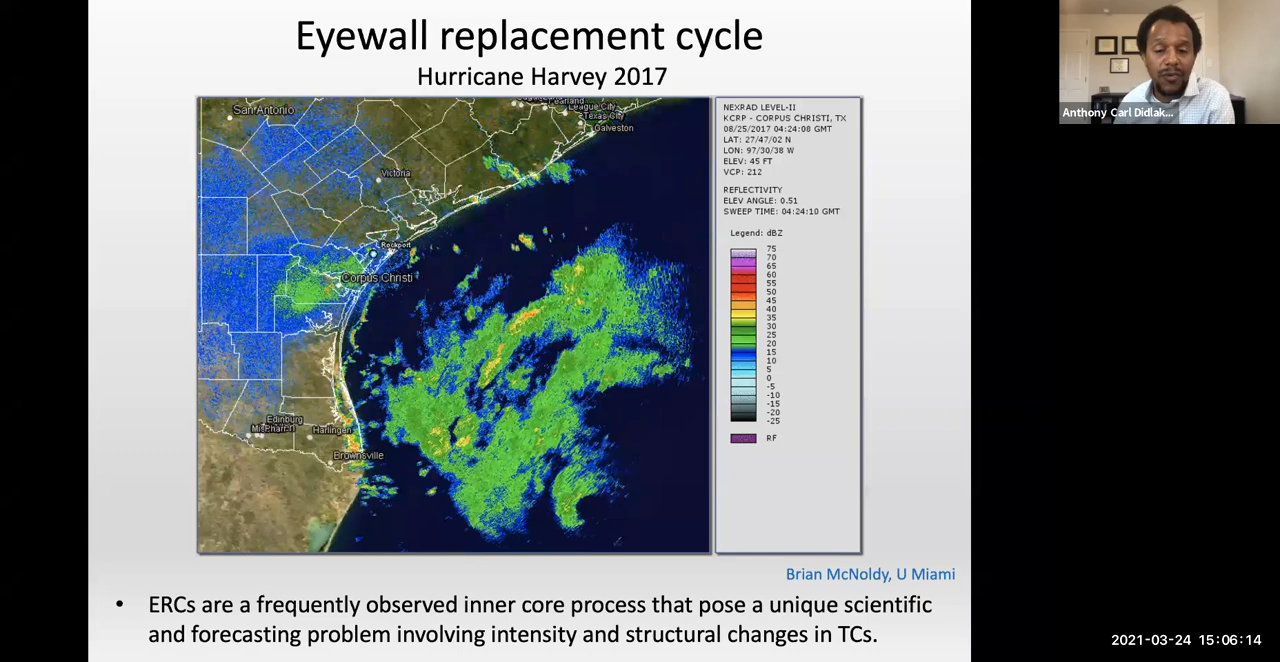 Eyewall replacement cycle
Hurricane Harvey 2017
San Antonio
Pearland
League City
Texas City
Galveston
Victoria
Rockport
Corpus Christi
Edinburg
Harlingen
Brownsville
NEXRAD LEVEL-II
KCRP - CORPUS CHRISTI, TX
08/25/2017 04:24:08 GMT
LAT: 27/47/02 N
LON: 97/30/38 W
ELEV: 45 FT
VCP: 212
REFLECTIVITY
ELEV ANGLE: 0.51
SWEEP TIME: 04:24:10 GMT
Legend: dBZ
75
70
65
60
55
50
45
40
35
30
25
20
15
10
5
0
-5
-10
-15
-20
-25
RF
Brian McNoldy, U Miami
• ERCs are a frequently observed inner core process that pose a unique scientific
and forecasting problem involving intensity and structural changes in TCs.
Anthony Carl Didlak...
2021-03-24 15:06:14